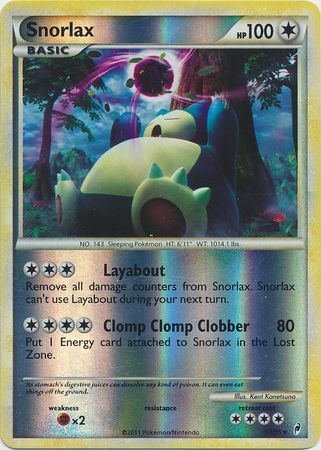 Snorlax HP100
BASIC
NO. 143 Sleeping Pokémon HT: 6'11" WT: 1014.1 lbs.
Layabout
Remove all damage counters from Snorlax. Snorlax
can't use Layabout during your next turn.
Clomp Clomp Clobber 80
Put 1 Energy card attached to Snorlax in the Lost
Zone.
Its stomach's digestive juices can dissolve any kind of poison. It can even eat
things off the ground.
Illus. Kent Kanetsuna
weakness resistance retreat cost
×2
©2011 Pokémon/Nintendo